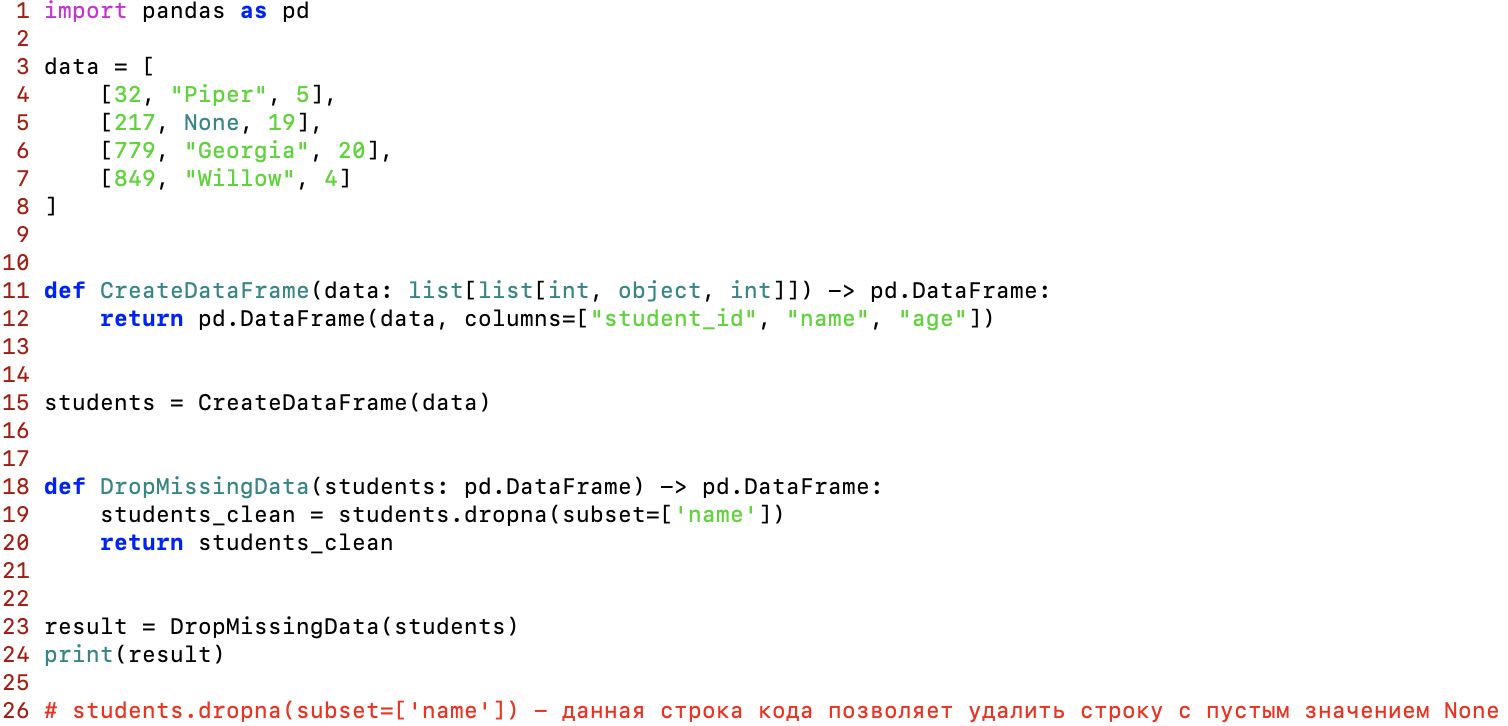 1 import pandas as pd
2
3 data = [
4     [32, "Piper", 5],
5     [217, None, 19],
6     [779, "Georgia", 20],
7     [849, "Willow", 4]
8 ]
9
10
11 def CreateDataFrame(data: list[list[int, object, int]]) -> pd.DataFrame:
12     return pd.DataFrame(data, columns=["student_id", "name", "age"])
13
14
15 students = CreateDataFrame(data)
16
17
18 def DropMissingData(students: pd.DataFrame) -> pd.DataFrame:
19     students_clean = students.dropna(subset=['name'])
20     return students_clean
21
22
23 result = DropMissingData(students)
24 print(result)
25
26 # students.dropna(subset=['name']) - данная строка кода позволяет удалить строку с пустым значением None